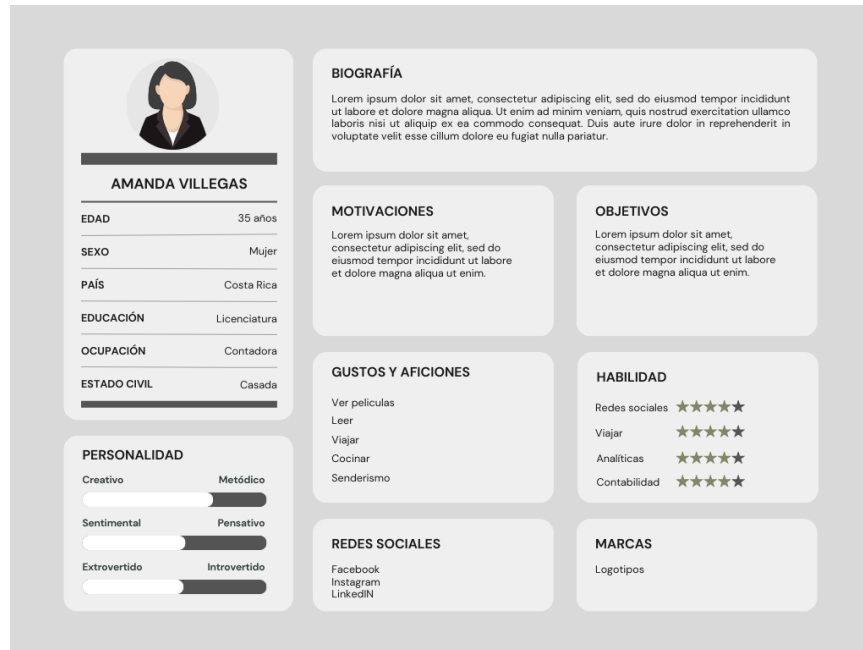 AMANDA VILLEGAS
EDAD 35 años
SEXO Mujer
PAÍS Costa Rica
EDUCACIÓN Licenciatura
OCUPACIÓN Contadora
ESTADO CIVIL Casada
PERSONALIDAD
Creativo Metódico
Sentimental Pensativo
Extrovertido Introvertido
BIOGRAFÍA
Lorem ipsum dolor sit amet, consectetur adipiscing elit, sed do eiusmod tempor incididunt
ut labore et dolore magna aliqua. Ut enim ad minim veniam, quis nostrud exercitation ullamco
laboris nisi ut aliquip ex ea commodo consequat. Duis aute irure dolor in reprehenderit in
voluptate velit esse cillum dolore eu fugiat nulla pariatur.
MOTIVACIONES
Lorem ipsum dolor sit amet,
consectetur adipiscing elit, sed do
eiusmod tempor incididunt ut labore
et dolore magna aliqua ut enim.
OBJETIVOS
Lorem ipsum dolor sit amet,
consectetur adipiscing elit, sed do
eiusmod tempor incididunt ut labore
et dolore magna aliqua ut enim.
GUSTOS Y AFICIONES
Ver peliculas
Leer
Viajar
Cocinar
Senderismo
HABILIDAD
Redes sociales
Viajar
Analíticas
Contabilidad
REDES SOCIALES
Facebook
Instagram
LinkedIN
MARCAS
Logotipos